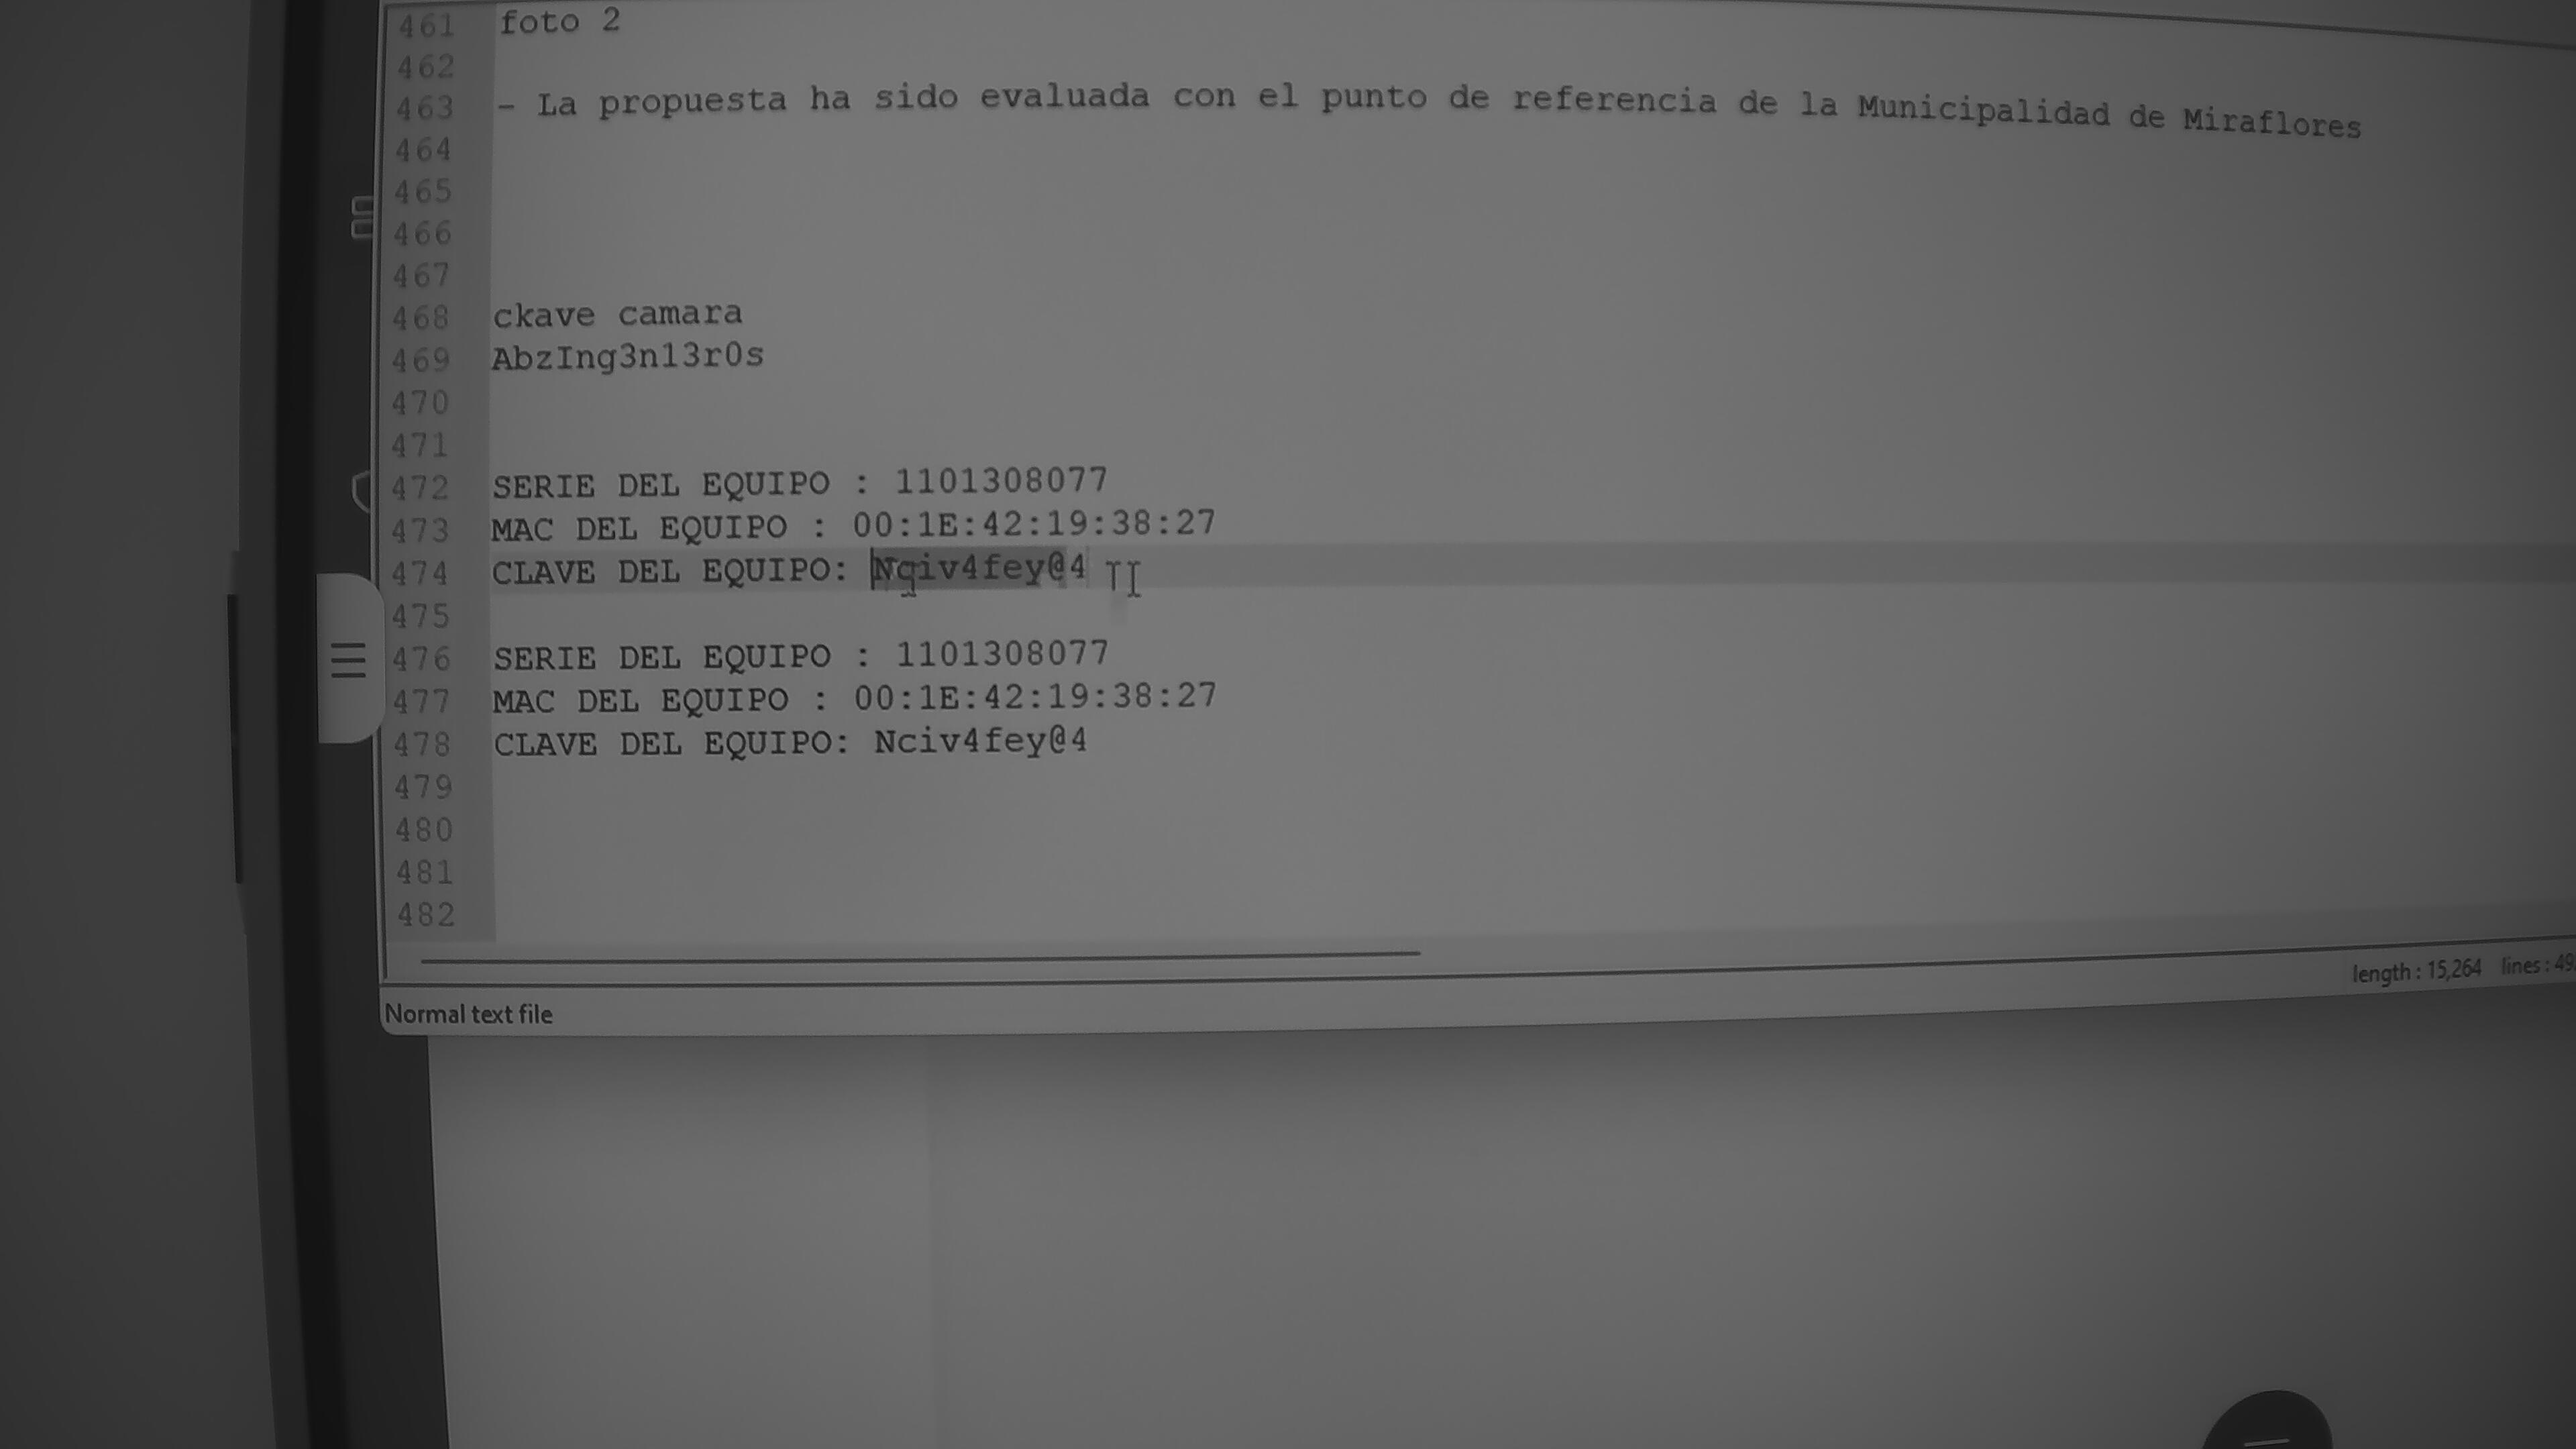 461 foto 2
462
463 - La propuesta ha sido evaluada con el punto de referencia de la Municipalidad de Miraflores
464
465
466
467
468 ckave camara
469 AbzIng3n13r0s
470
471
472 SERIE DEL EQUIPO : 1101308077
473 MAC DEL EQUIPO : 00:1E:42:19:38:27
474 CLAVE DEL EQUIPO: Nciv4fey@4
475
476 SERIE DEL EQUIPO : 1101308077
477 MAC DEL EQUIPO : 00:1E:42:19:38:27
478 CLAVE DEL EQUIPO: Nciv4fey@4
479
480
481
482
length : 15,264 lines : 49
Normal text file